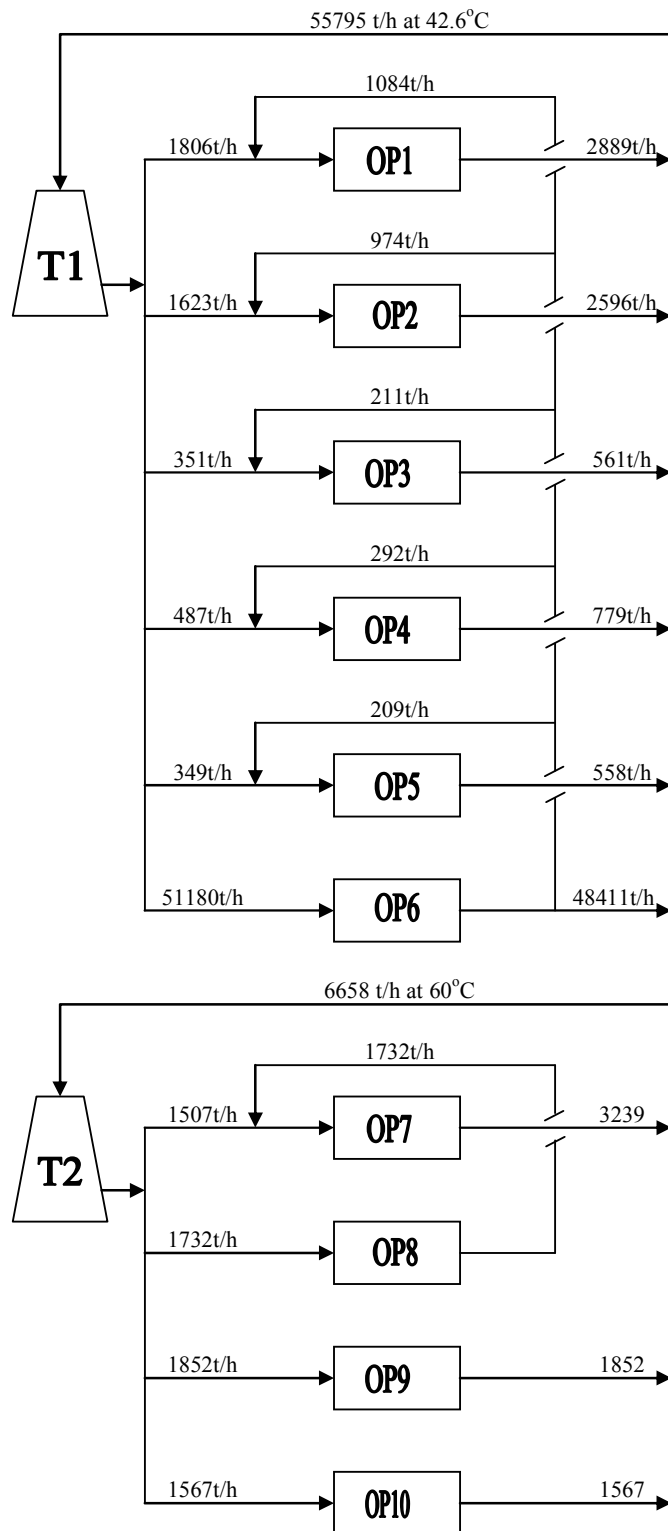 55795 t/h at 42.6°C
1084t/h
1806t/h
OP1
2889t/h
T1
974t/h
1623t/h
OP2
2596t/h
211t/h
351t/h
OP3
561t/h
292t/h
487t/h
OP4
779t/h
209t/h
349t/h
OP5
558t/h
51180t/h
OP6
48411t/h
6658 t/h at 60°C
1732t/h
1507t/h
OP7
3239
T2
1732t/h
OP8
1852t/h
OP9
1852
1567t/h
OP10
1567